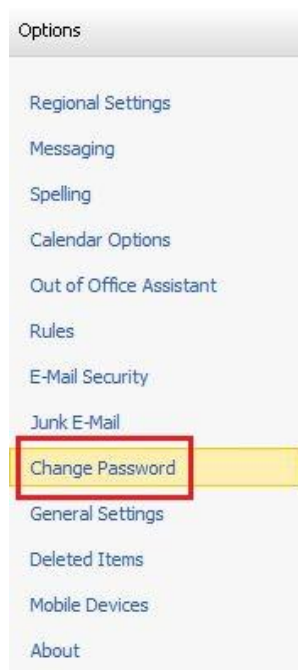 Options
Regional Settings
Messaging
Spelling
Calendar Options
Out of Office Assistant
Rules
E-Mail Security
Junk E-Mail
Change Password
General Settings
Deleted Items
Mobile Devices
About